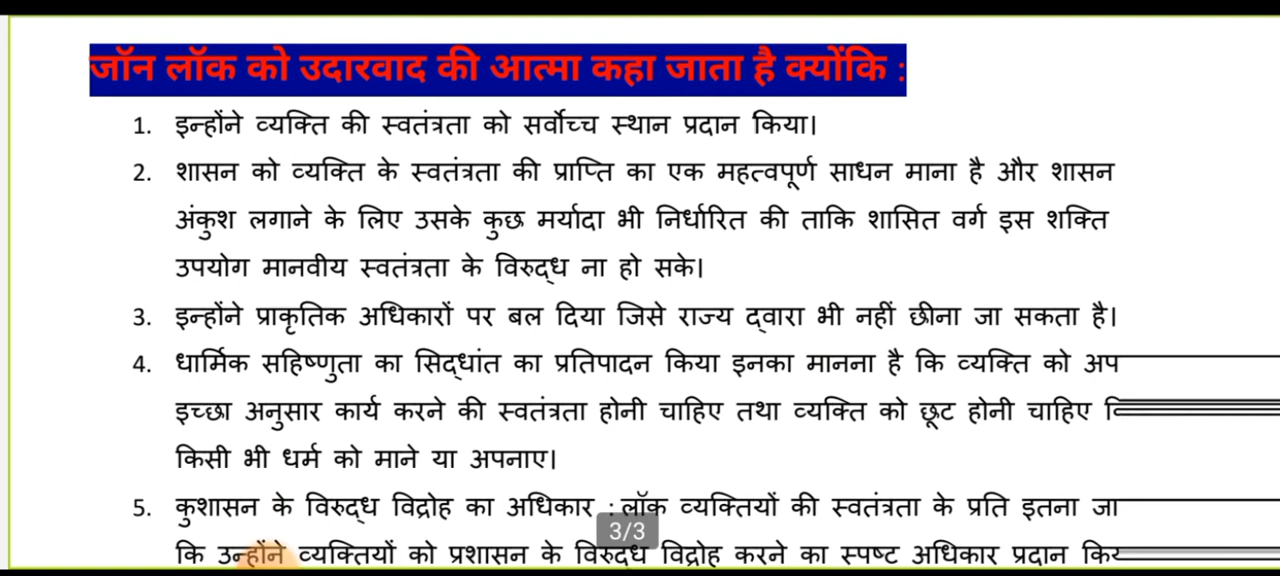 जॉन लॉक को उदारवाद की आत्मा कहा जाता है क्योंकि :
1. इन्होंने व्यक्ति की स्वतंत्रता को सर्वोच्च स्थान प्रदान किया।
2. शासन को व्यक्ति के स्वतंत्रता की प्राप्ति का एक महत्वपूर्ण साधन माना है और शासन
अंकुश लगाने के लिए उसके कुछ मर्यादा भी निर्धारित की ताकि शासित वर्ग इस शक्ति
उपयोग मानवीय स्वतंत्रता के विरुद्ध ना हो सके।
3. इन्होंने प्राकृतिक अधिकारों पर बल दिया जिसे राज्य द्वारा भी नहीं छीना जा सकता है।
4. धार्मिक सहिष्णुता का सिद्धांत का प्रतिपादन किया इनका मानना है कि व्यक्ति को अप
इच्छा अनुसार कार्य करने की स्वतंत्रता होनी चाहिए तथा व्यक्ति को छूट होनी चाहिए
किसी भी धर्म को माने या अपनाए।
5. कुशासन के विरुद्ध विद्रोह का अधिकार : लॉक व्यक्तियों की स्वतंत्रता के प्रति इतना जा
3/3
कि उन्होंने व्यक्तियों को प्रशासन के विरुद्ध विद्रोह करने का स्पष्ट अधिकार प्रदान